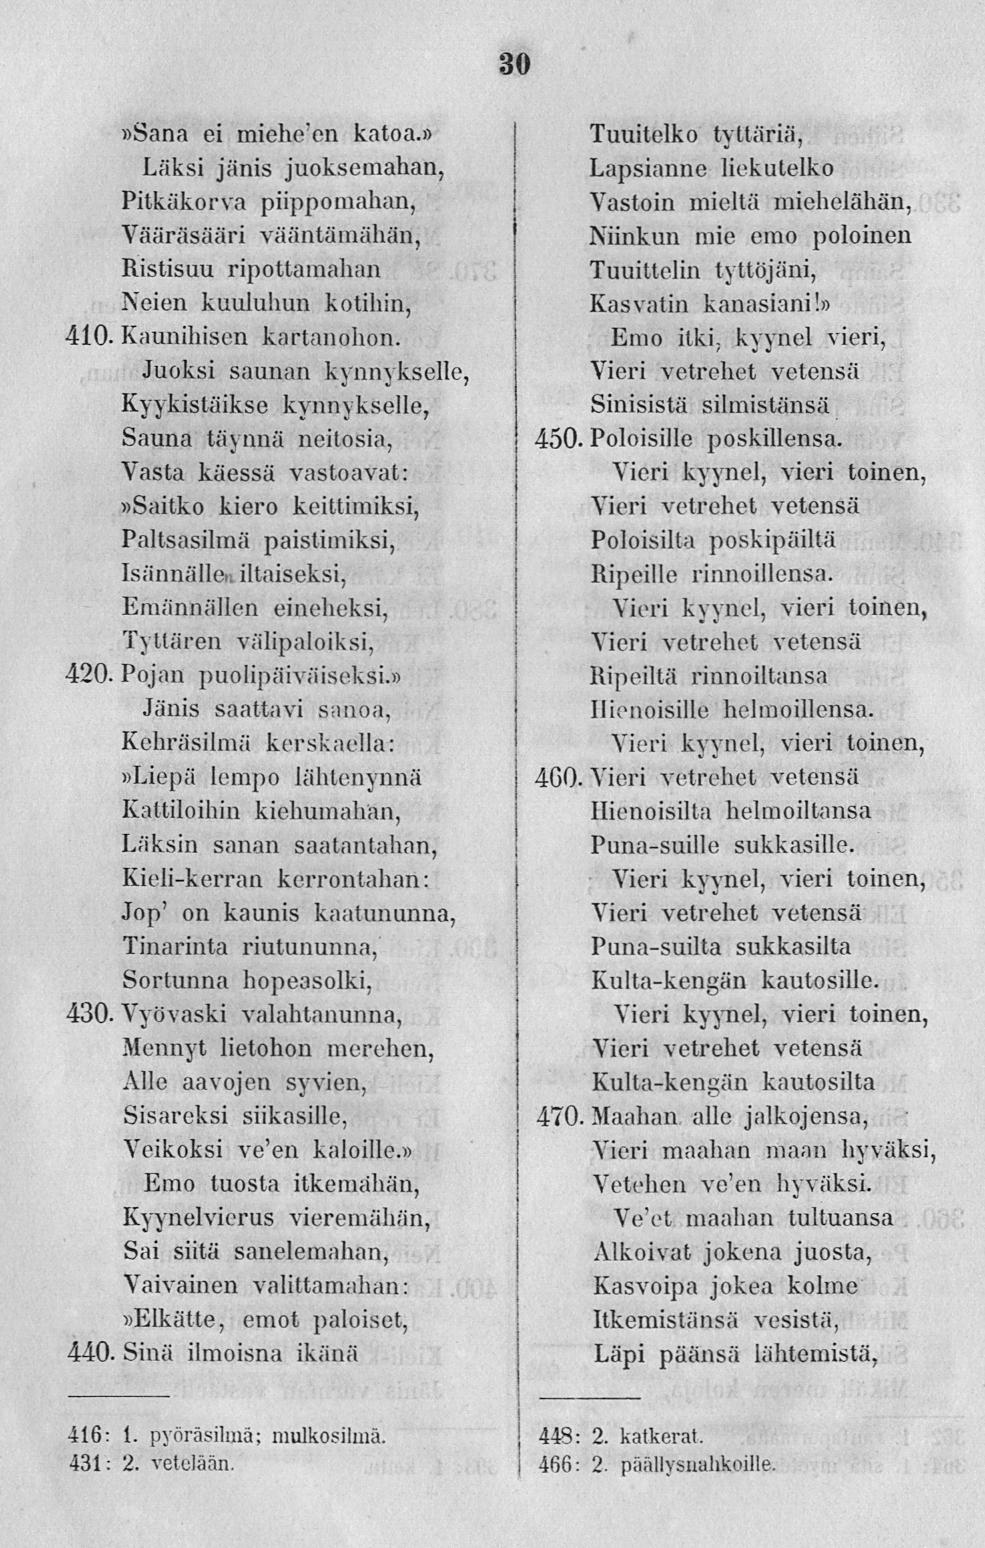 30
»Sana ei miehe'en katoa.»
Läksi jänis juoksemahan,
Pitkäkorva piippomahan,
Vääräsääri vääntämähän,
Ristisuu ripottamahan
Neien kuuluhun kotihin,
410. Kaunihisen kartanohon.
Juoksi saunan kynnykselle,
Kyykistäikse kynnykselle,
Sauna täynnä neitosia,
Vasta käessä vastoavat:
»Saitko kiero keittimiksi,
Paltsasilmä paistimiksi,
Isännällen iltaiseksi,
Emännällen eineheksi,
Tyttären välipaloiksi,
420. Pojan puolipäiväiseksi.»
Jänis saattavi sanoa,
Kehräsilmä kerskaella:
»Liepä lempo lähtenynnä
Kattiloihin kiehumahan,
Läksin sanan saatantahan,
Kieli-kerran kerrontahan:
Jop' on kaunis kaatununna,
Tinarinta riutununna,
Sortunna hopeasolki,
430. Vyövaski valahtanunna,
Mennyt lietohon merehen,
Alle aavojen syvien,
Sisareksi siikasille,
Veikoksi ve'en kaloille.»
Emo tuosta itkemähän,
Kyynelvierus vieremähän,
Sai siitä sanelemahan,
Vaivainen valittamahan:
»Elkätte, emot paloiset,
440. Sinä ilmoisna ikänä
416: 1. pyöräsilmä; mulkosilmä.
431: 2. vetelään.
Tuuitelko tyttäriä,
Lapsianne liekutelko
Vastoin mieltä miehelähän,
Niinkun mie emo poloinen
Tuuittelin tyttöjäni,
Kasvatin kanasiani!»
Emo itki, kyynel vieri,
Vieri vetrehet vetensä
Sinisistä silmistänsä
450. Poloisille poskillensa.
Vieri kyynel, vieri toinen,
Vieri vetrehet vetensä
Poloisilta poskipäiltä
Ripeille rinnoillensa.
Vieri kyynel, vieri toinen,
Vieri vetrehet vetensä
Ripeiltä rinnoiltansa
Hienoisille helmoillensa.
Vieri kyynel, vieri toinen,
460. Vieri vetrehet vetensä
Hienoisilta helmoiltansa
Puna-suille sukkasille.
Vieri kyynel, vieri toinen,
Vieri vetrehet vetensä
Puna-suilta sukkasilta
Kulta-kengän kautosille.
Vieri kyynel, vieri toinen,
Vieri vetrehet vetensä
Kulta-kengän kautosilta
470. Maahan alle jalkojensa,
Vieri maahan maan hyväksi,
Vetehen ve'en hyväksi.
Ve'et maahan tultuansa
Alkoivat jokena juosta,
Kasvoipa jokea kolme
Itkemistänsä vesistä,
Läpi päänsä lähtemistä,
448: 2. katkerat.
466: 2. päällysnahkoille.